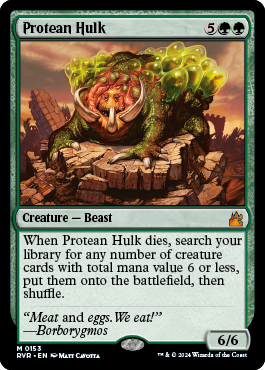 Protean Hulk 5
Creature — Beast
When Protean Hulk dies, search your
library for any number of creature
cards with total mana value 6 or less,
put them onto the battlefield, then
shuffle.
“Meat and eggs. We eat!”
—Borborygmos
6/6
M 0153
RVR • EN Matt Cavotta
™ & © 2024 Wizards of the Coast